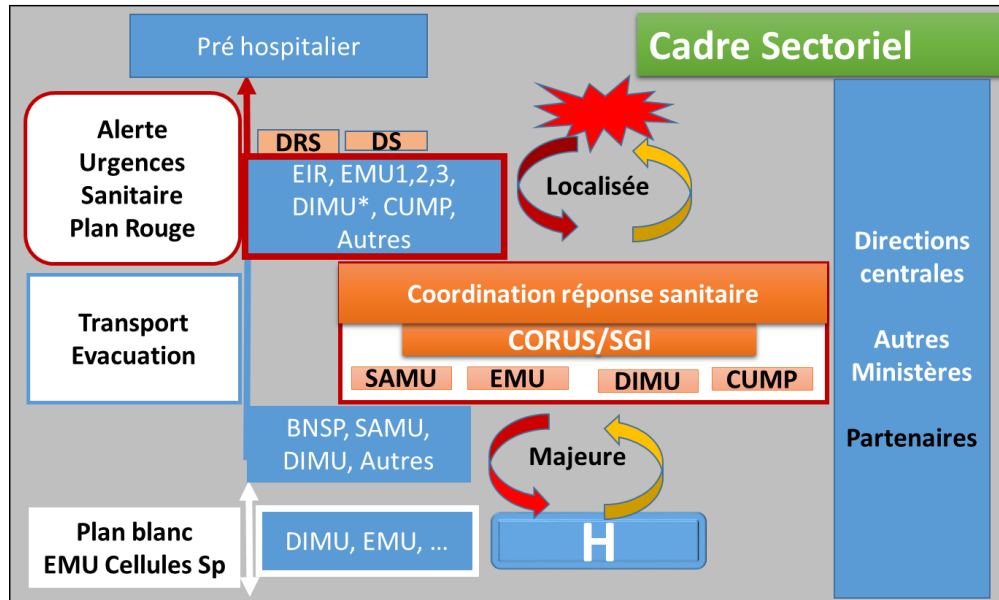 Pré hospitalier
Cadre Sectoriel
Alerte
Urgences
Sanitaire
Plan Rouge
DRS
DS
EIR, EMU1,2,3,
DIMU*, CUMP,
Autres
Localisée
Directions
centrales
Autres
Ministères
Partenaires
Transport
Evacuation
Coordination réponse sanitaire
CORUS/SGI
SAMU
EMU
DIMU
CUMP
BNSP, SAMU,
DIMU, Autres
Majeure
Plan blanc
EMU Cellules Sp
DIMU, EMU, ...
H